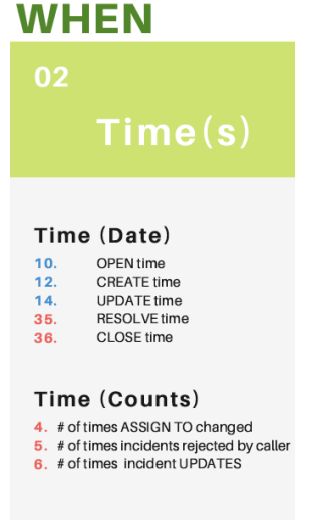 WHEN
02
Time(s)
Time (Date)
10. OPEN time
12. CREATE time
14. UPDATE time
35. RESOLVE time
36. CLOSE time
Time (Counts)
4. # of times ASSIGN TO changed
5. # of times incidents rejected by caller
6. # of times incident UPDATES